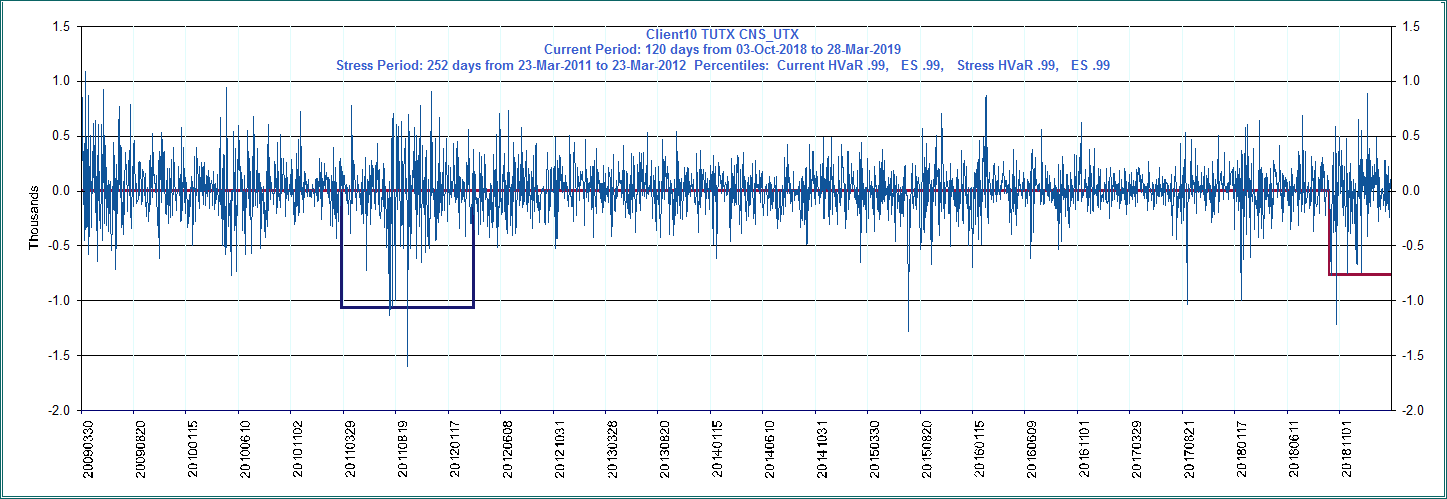 Client10 TUTX CNS_UTX
Current Period: 120 days from 03-Oct-2018 to 28-Mar-2019
Stress Period: 252 days from 23-Mar-2011 to 23-Mar-2012 Percentiles: Current HVaR .99, ES .99, Stress HVaR .99, ES .99
1.5 1.5
1.0 1.0
0.5 0.5
0.0 0.0
-0.5 -0.5
-1.0 -1.0
-1.5 -1.5
-2.0 -2.0
Thousands
20090330 20090820 20100115 20100610 20101102 20110329 20110819 20120117 20120608 20121031 20130328 20130820 20140115 20140610 20141031 20150330 20150820 20160115 20160609 20161101 20170329 20170821 20180117 20180611 20181101